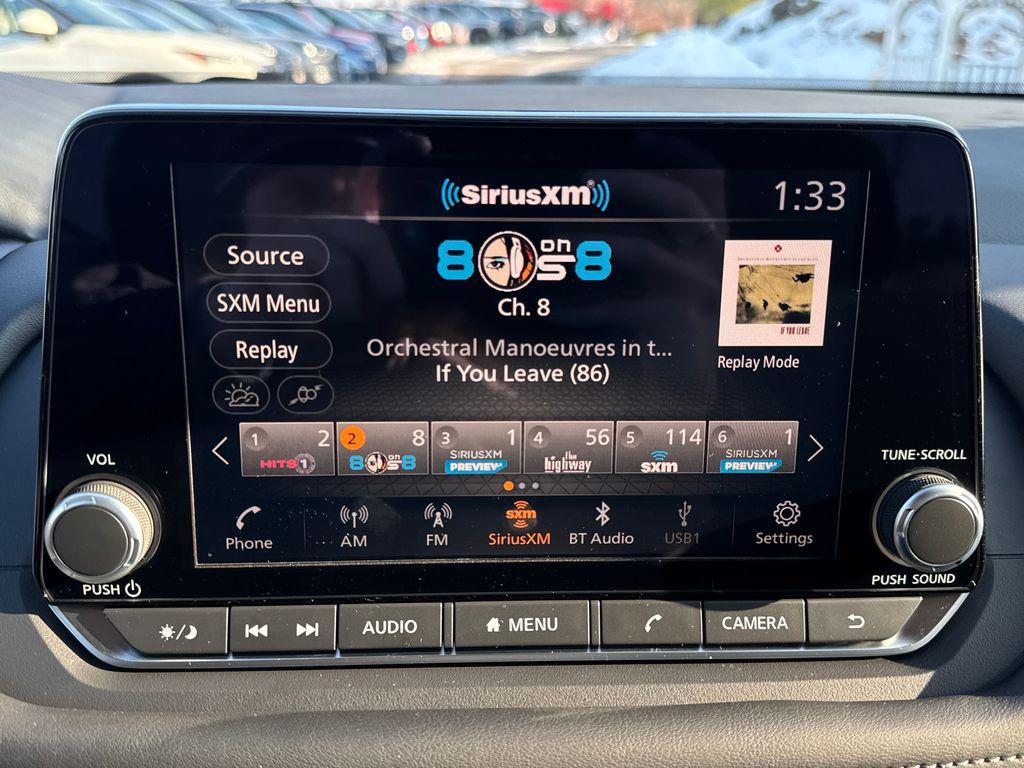 SiriusXM
1:33
Source
8 on 8
Ch. 8
SXM Menu
Replay
Orchestral Manoeuvres in t...
If You Leave (86)
IF YOU LEAVE
Replay Mode
1 2
HITS 1
2 8
8 on 8
3 1
SIRIUSXM
PREVIEW
4 56
the
highway
5 114
sxm
6 1
SIRIUSXM
PREVIEW
VOL
TUNE·SCROLL
Phone
AM
FM
sxm
SiriusXM
BT Audio
USB1
Settings
PUSH
PUSH SOUND
AUDIO
MENU
CAMERA